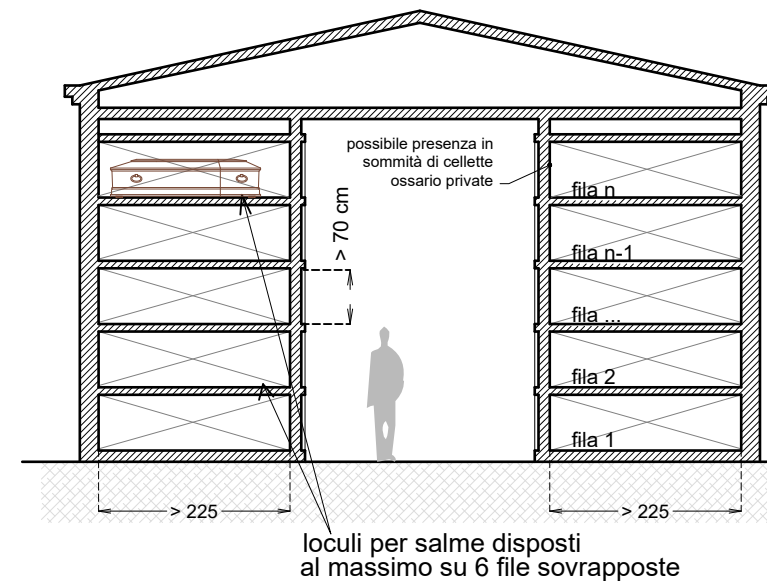 possibile presenza in
sommità di cellette
ossario private
fila n
> 70 cm
fila n-1
fila ...
fila 2
fila 1
> 225
> 225
loculi per salme disposti
al massimo su 6 file sovrapposte